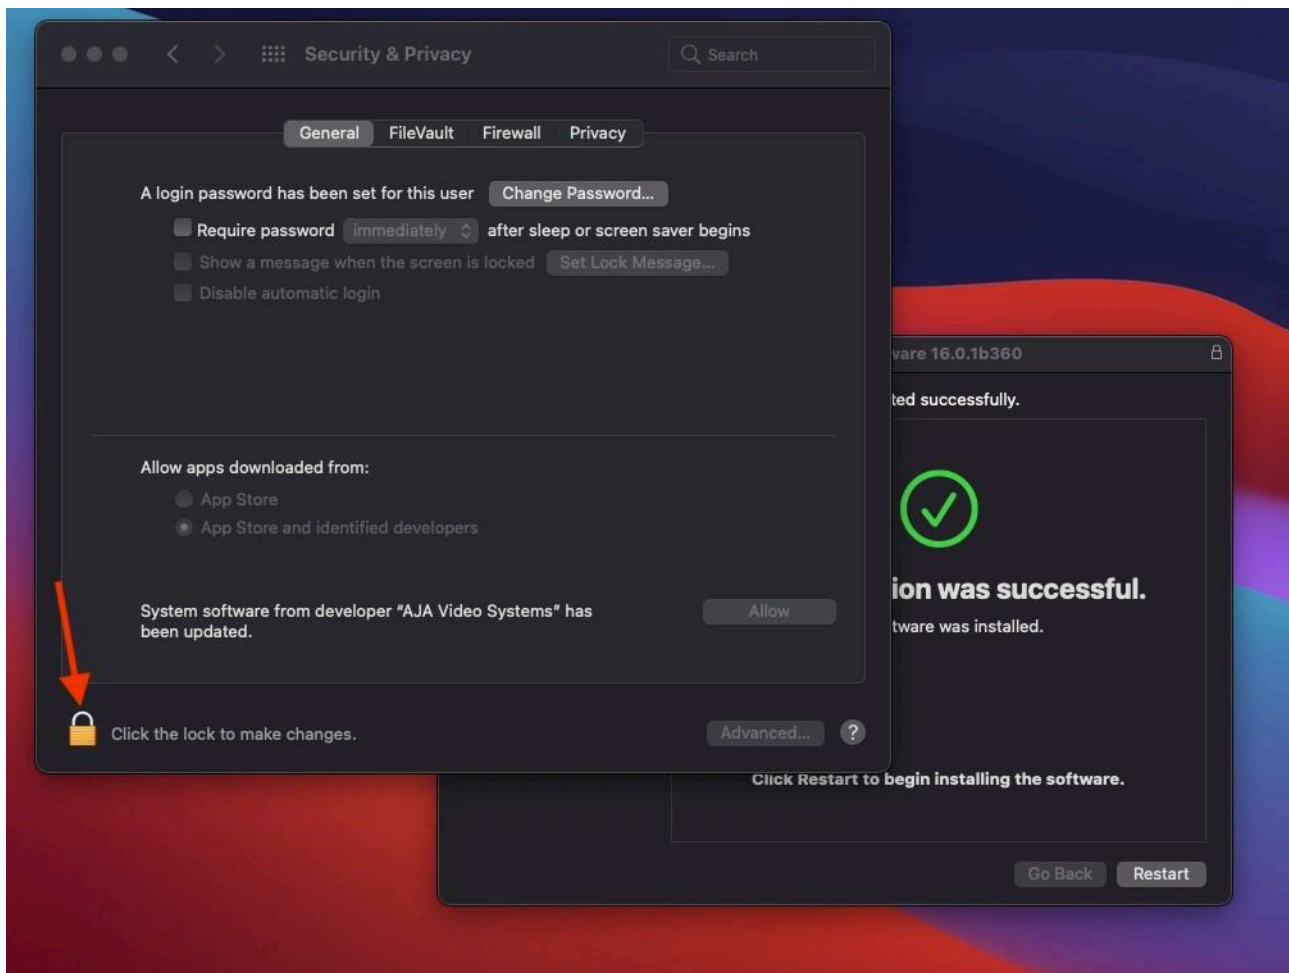 Security & Privacy
Search
General FileVault Firewall Privacy
A login password has been set for this user Change Password...
Require password immediately after sleep or screen saver begins
Show a message when the screen is locked Set Lock Message...
Disable automatic login
Allow apps downloaded from:
App Store
App Store and identified developers
System software from developer “AJA Video Systems” has
been updated.
Allow
Click the lock to make changes.
Advanced...
?
ware 16.0.1b360
ted successfully.
ion was successful.
tware was installed.
Click Restart to begin installing the software.
Go Back Restart